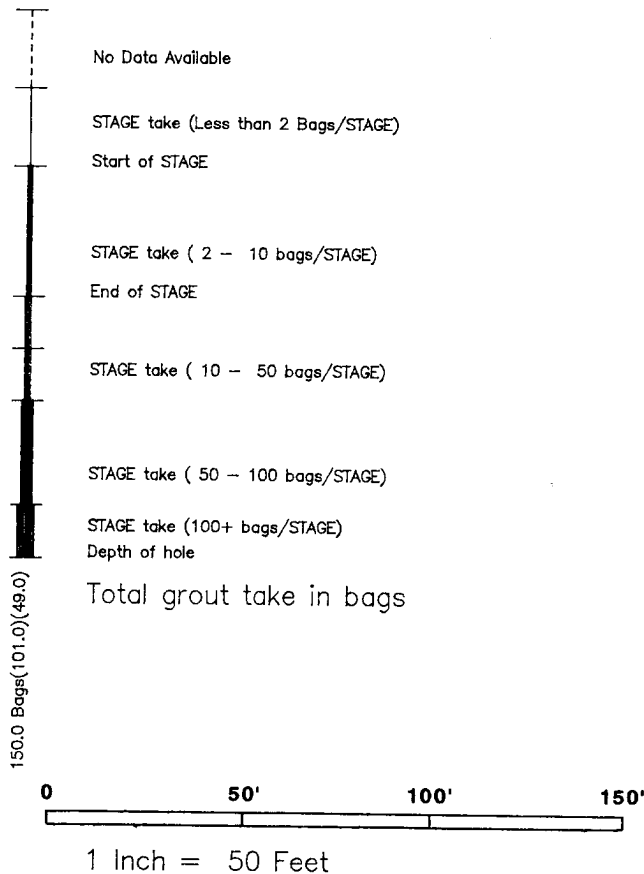 No Data Available
STAGE take (Less than 2 Bags/STAGE)
Start of STAGE
STAGE take ( 2 – 10 bags/STAGE)
End of STAGE
STAGE take ( 10 – 50 bags/STAGE)
STAGE take ( 50 – 100 bags/STAGE)
STAGE take (100+ bags/STAGE)
Depth of hole
Total grout take in bags
150.0 Bags(101.0)(49.0)
0 50' 100' 150'
1 Inch = 50 Feet